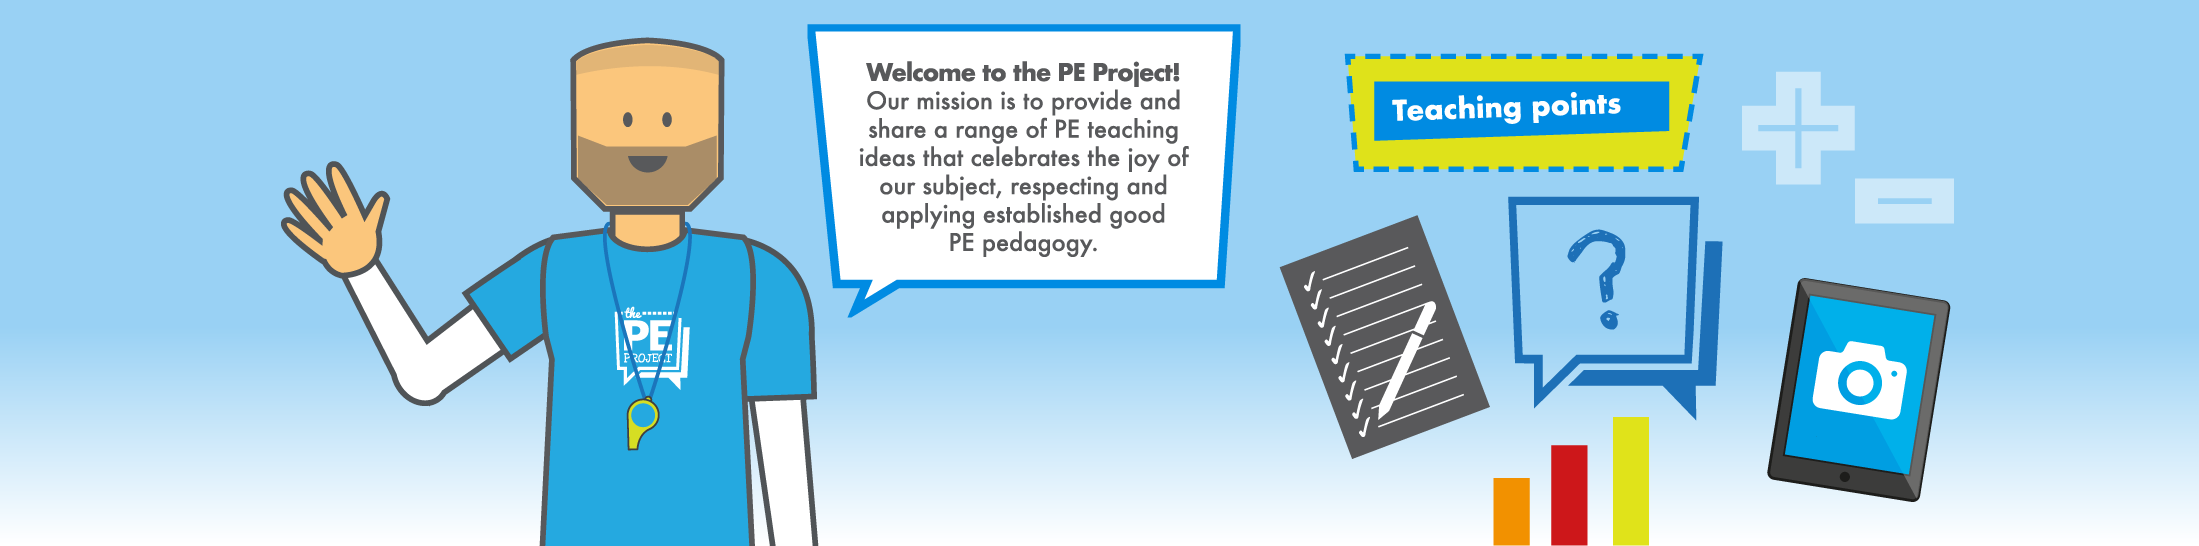 Welcome to the PE Project!
Our mission is to provide and
share a range of PE teaching
ideas that celebrates the joy of
our subject, respecting and
applying established good
PE pedagogy.
Teaching points
the
PE
PROJECT
?